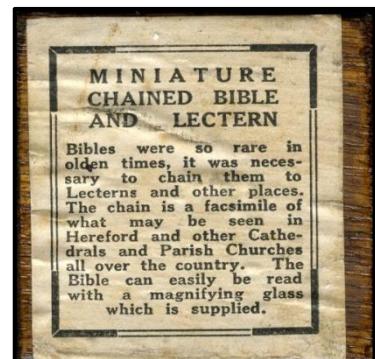 MINIATURE
CHAINED BIBLE
AND LECTERN
Bibles were so rare in
olden times, it was neces-
sary to chain them to
Lecterns and other places.
The chain is a facsimile of
what may be seen in
Hereford and other Cathe-
drals and Parish Churches
all over the country. The
Bible can easily be read
with a magnifying glass
which is supplied.